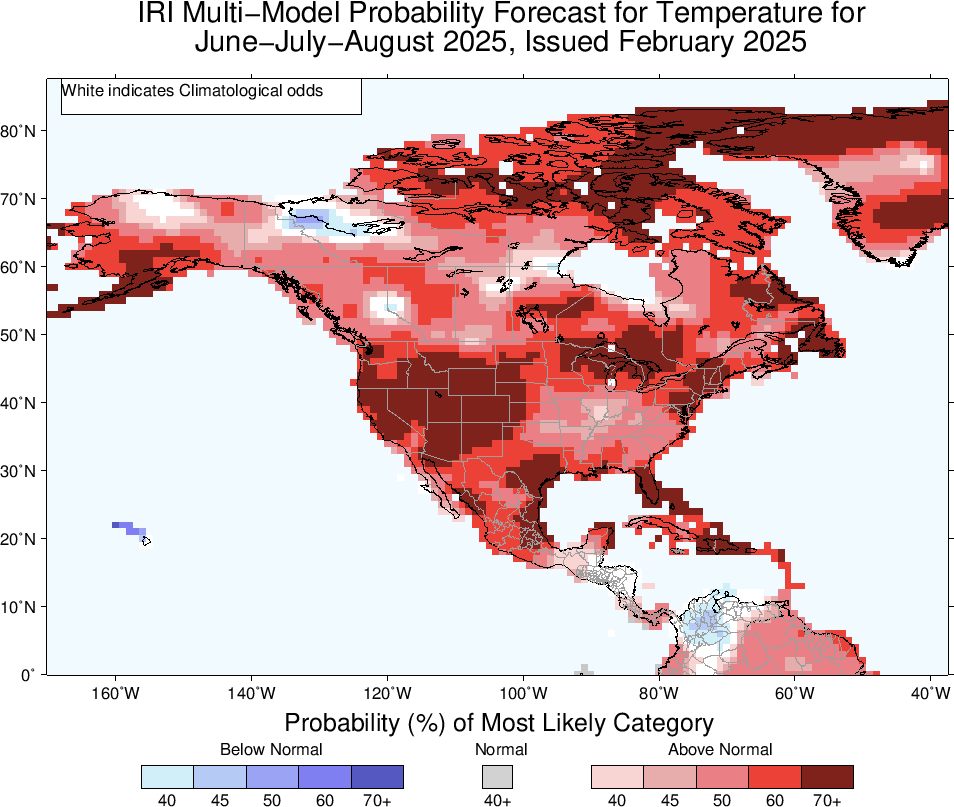 IRI Multi−Model Probability Forecast for Temperature for
June−July−August 2025, Issued February 2025
White indicates Climatological odds
80˚N
70˚N
60˚N
50˚N
40˚N
30˚N
20˚N
10˚N
0˚
160˚W 140˚W 120˚W 100˚W 80˚W 60˚W 40˚W
Probability (%) of Most Likely Category
Below Normal Normal Above Normal
40 45 50 60 70+ 40+ 40 45 50 60 70+